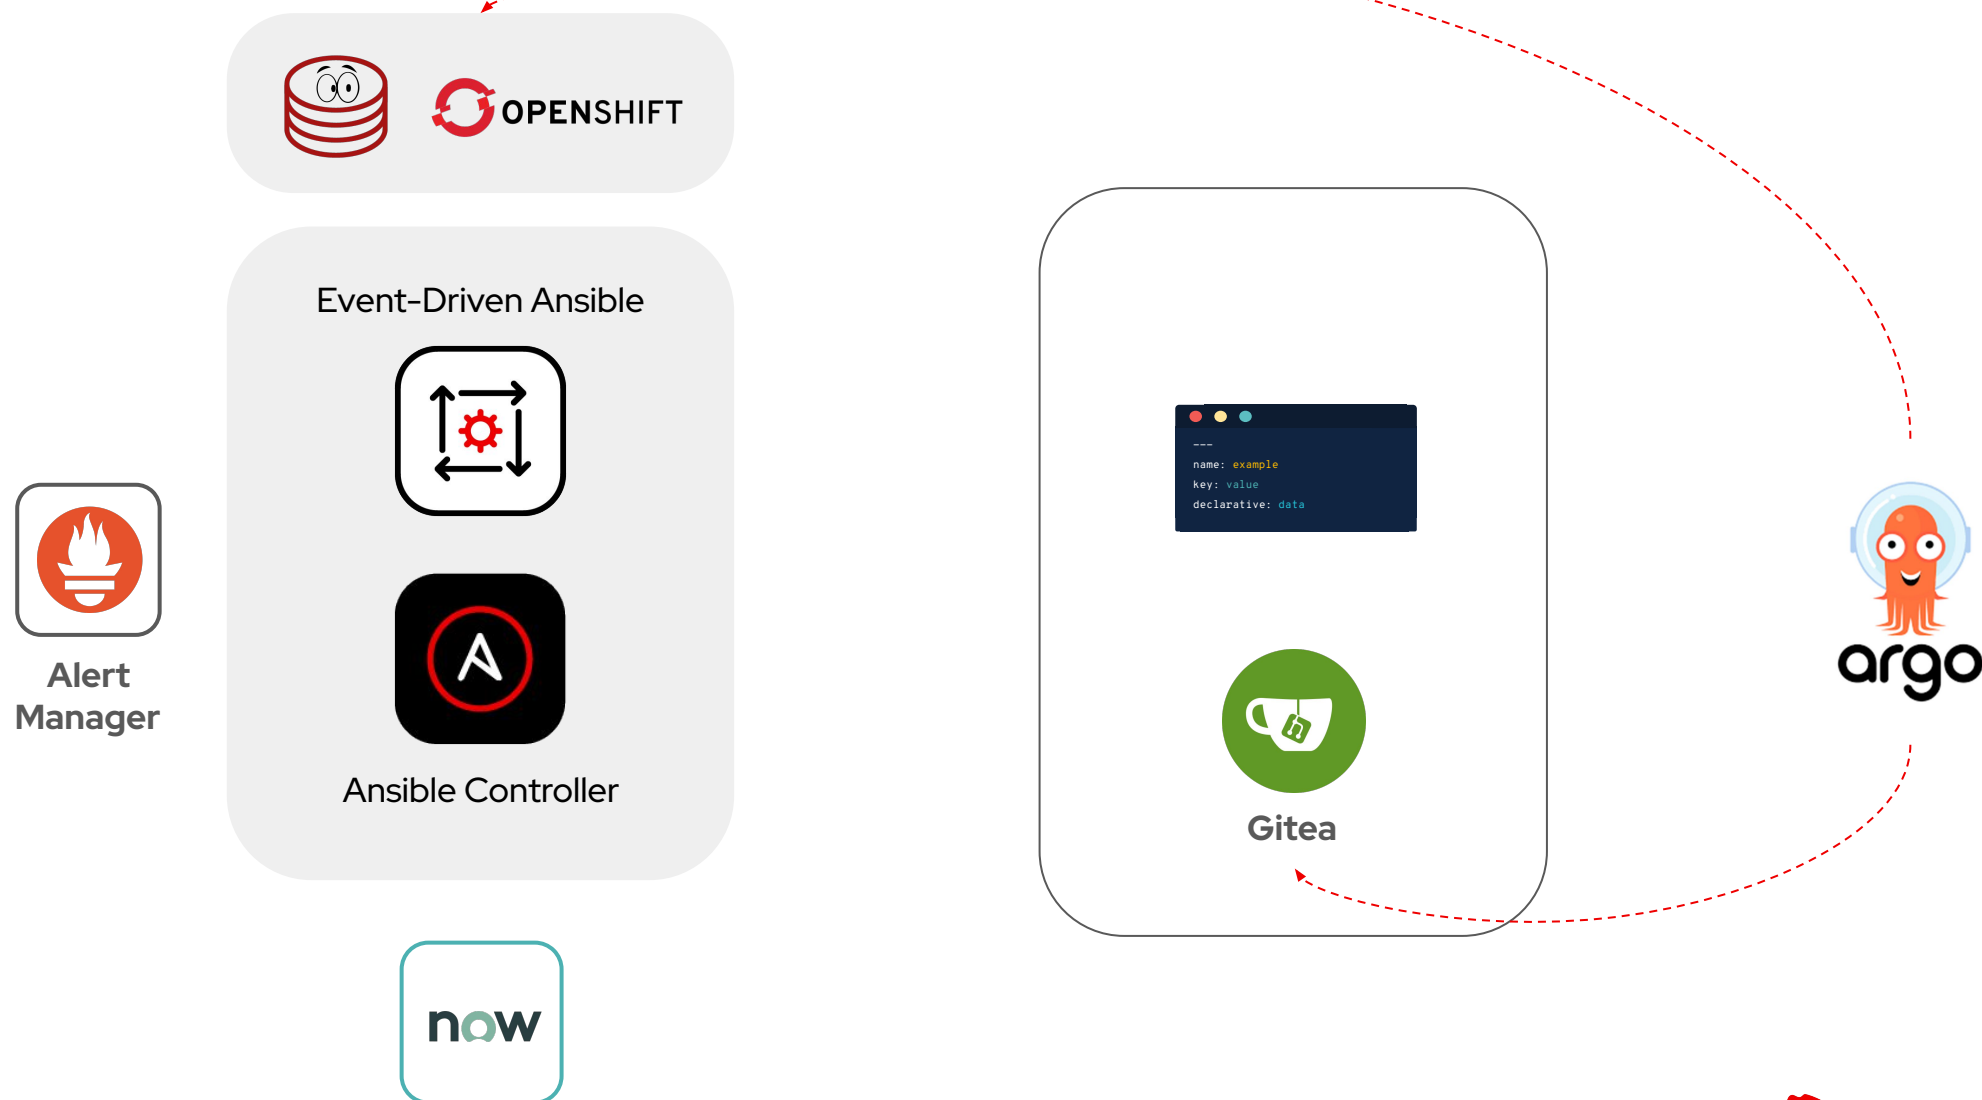 OPENSHIFT
Event-Driven Ansible
Ansible Controller
Alert
Manager
now
---
name: example
key: value
declarative: data
Gitea
argo